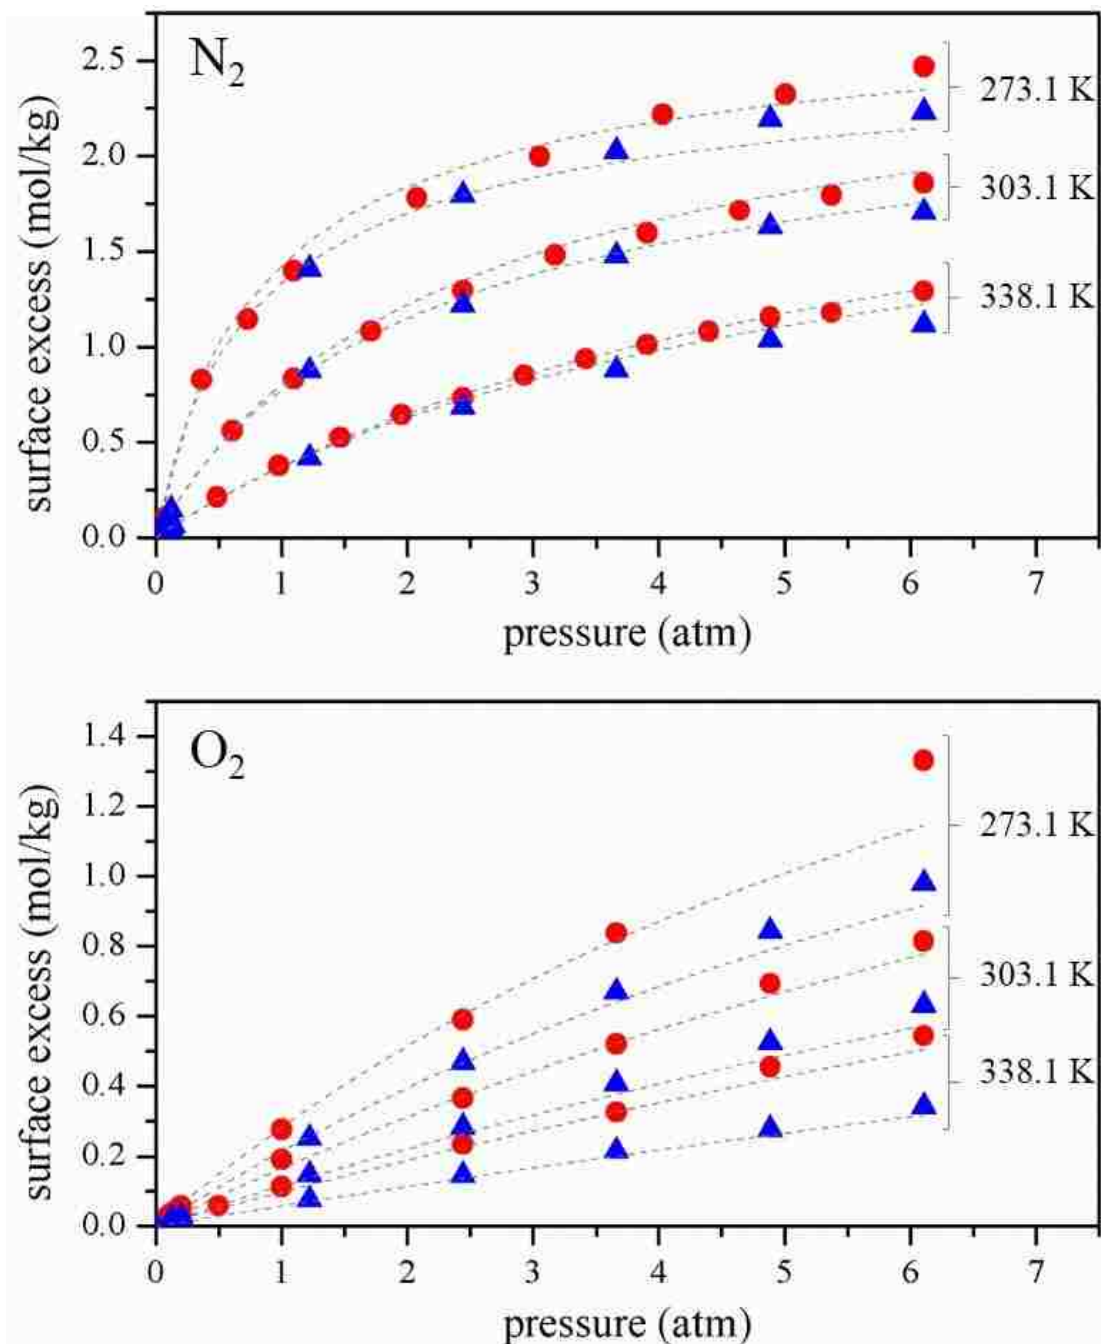 N2
2.5
2.0
1.5
1.0
0.5
0.0
surface excess (mol/kg)
273.1 K
303.1 K
338.1 K
0 1 2 3 4 5 6 7
pressure (atm)
O2
1.4
1.2
1.0
0.8
0.6
0.4
0.2
0.0
surface excess (mol/kg)
273.1 K
303.1 K
338.1 K
0 1 2 3 4 5 6 7
pressure (atm)